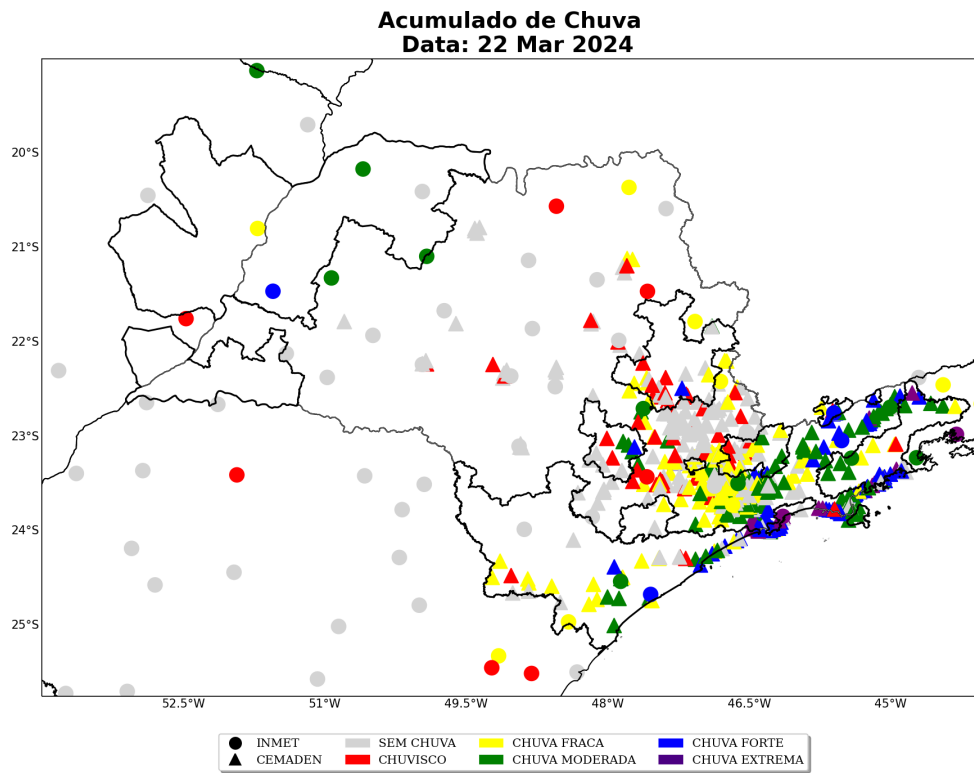 Acumulado de Chuva
Data: 22 Mar 2024
20°S
21°S
22°S
23°S
24°S
25°S
52.5°W
51°W
49.5°W
48°W
46.5°W
45°W
INMET
CEMADEN
SEM CHUVA
CHUVISCO
CHUVA FRACA
CHUVA MODERADA
CHUVA FORTE
CHUVA EXTREMA